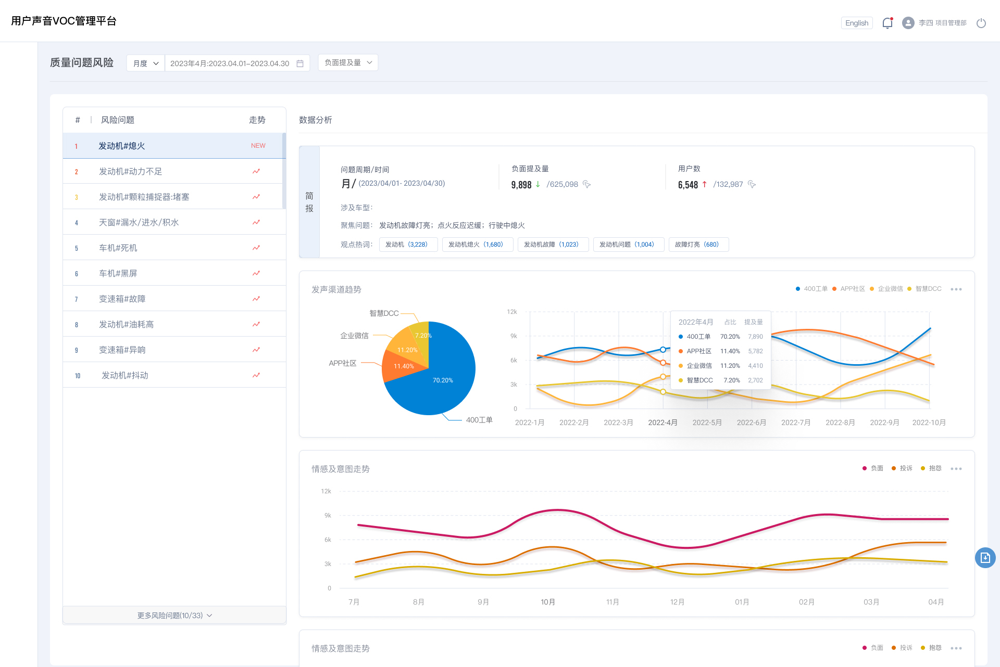 用户声音VOC管理平台
English
李四 项目管理部
质量问题风险
月度
2023年4月:2023.04.01–2023.04.30
负面提及量
# 风险问题 走势
1 发动机#熄火 NEW
2 发动机#动力不足
3 发动机#颗粒捕捉器:堵塞
4 天窗#漏水/进水/积水
5 车机#死机
6 车机#黑屏
7 变速箱#故障
8 发动机#油耗高
9 变速箱#异响
10 发动机#抖动
更多风险问题(10/33)
数据分析
简报
问题周期/时间
月/ (2023/04/01- 2023/04/30)
负面提及量
9,898 ↓ /625,098
用户数
6,548 ↑ /132,987
涉及车型：
聚焦问题： 发动机故障灯亮；点火反应迟缓；行驶中熄火
观点热词： 发动机（3,228） 发动机熄火（1,680） 发动机故障（1,023） 发动机问题（1,004） 故障灯亮（680）
发声渠道趋势
400工单 APP社区 企业微信 智慧DCC
智慧DCC
企业微信
APP社区
400工单
7.20%
11.20%
11.40%
70.20%
12k
9k
6k
3k
0
2022-1月 2022-2月 2022-3月 2022-4月 2022-5月 2022-6月 2022-7月 2022-8月 2022-9月 2022-10月
2022年4月 占比 提及量
400工单 70.20% 7,890
APP社区 11.40% 5,782
企业微信 11.20% 4,410
智慧DCC 7.20% 2,702
情感及意图走势
负面 投诉 抱怨
12k
9k
6k
3k
0
7月 8月 9月 10月 11月 12月 01月 02月 03月 04月
情感及意图走势
负面 投诉 抱怨